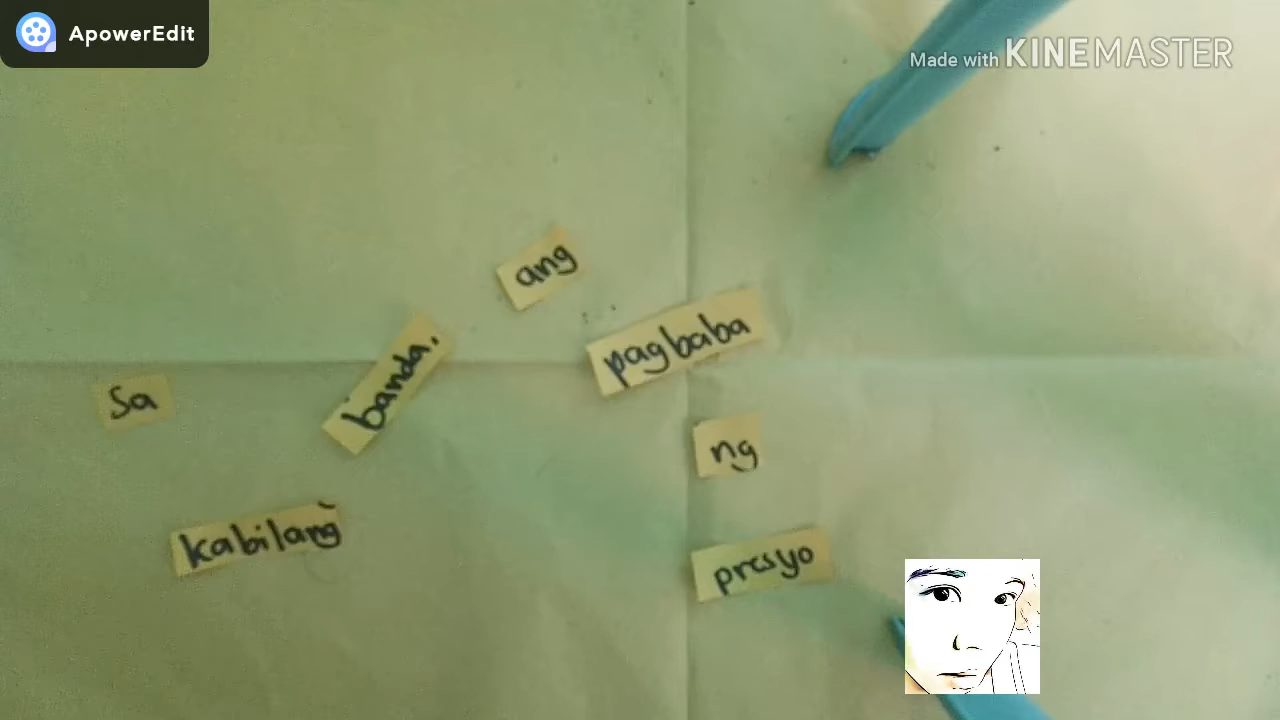 ApowerEdit
Made with KINEMASTER
Sa
kabilang
banda,
ang
pagbaba
ng
presyo